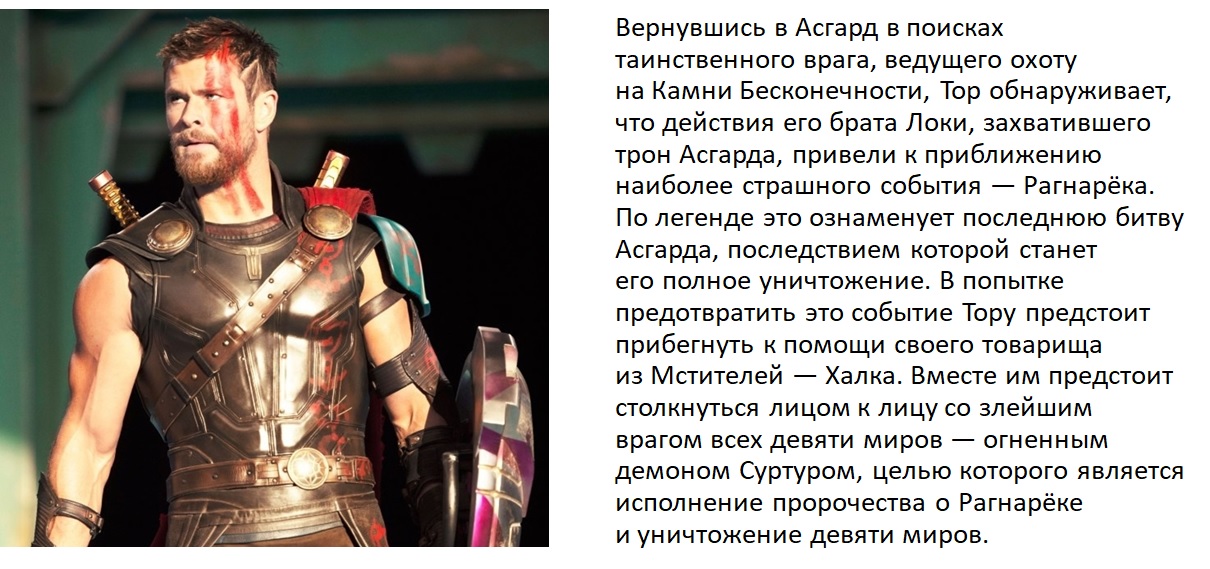 Вернувшись в Асгард в поисках
таинственного врага, ведущего охоту
на Камни Бесконечности, Тор обнаруживает,
что действия его брата Локи, захватившего
трон Асгарда, привели к приближению
наиболее страшного события — Рагнарёка.
По легенде это ознаменует последнюю битву
Асгарда, последствием которой станет
его полное уничтожение. В попытке
предотвратить это событие Тору предстоит
прибегнуть к помощи своего товарища
из Мстителей — Халка. Вместе им предстоит
столкнуться лицом к лицу со злейшим
врагом всех девяти миров — огненным
демоном Суртуром, целью которого является
исполнение пророчества о Рагнарёке
и уничтожение девяти миров.